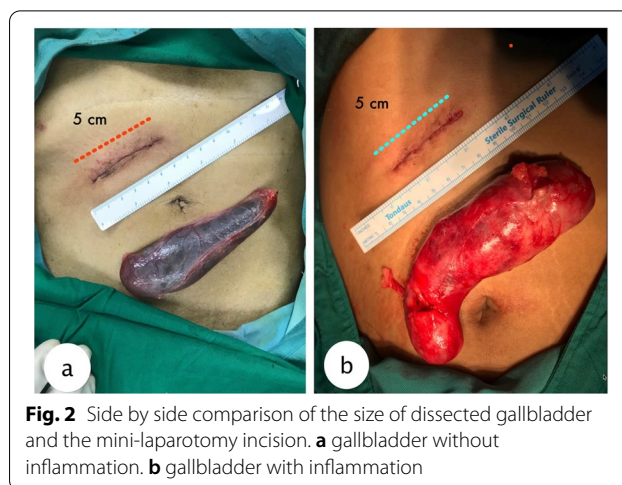 5 cm
a
5 cm
Sterile Surgical Ruler
Tondaus
b
Fig. 2 Side by side comparison of the size of dissected gallbladder
and the mini-laparotomy incision. a gallbladder without
inflammation. b gallbladder with inflammation